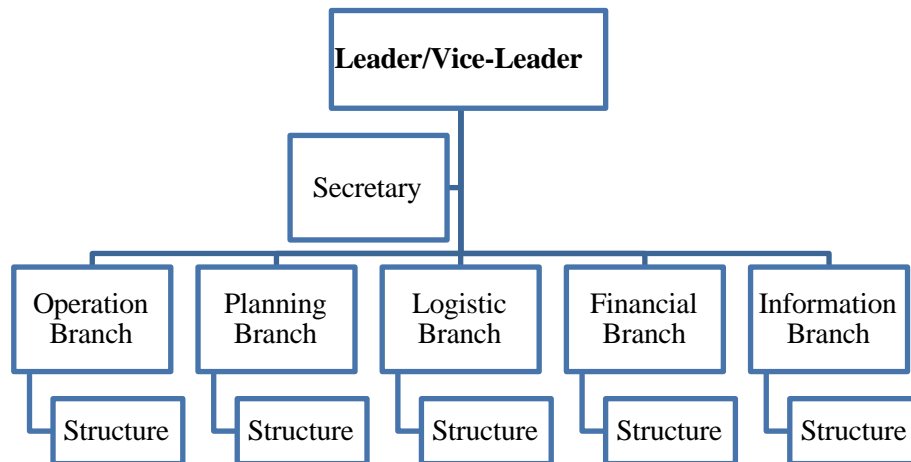 Leader/Vice-Leader
Secretary
Operation
Branch
Planning
Branch
Logistic
Branch
Financial
Branch
Information
Branch
Structure
Structure
Structure
Structure
Structure